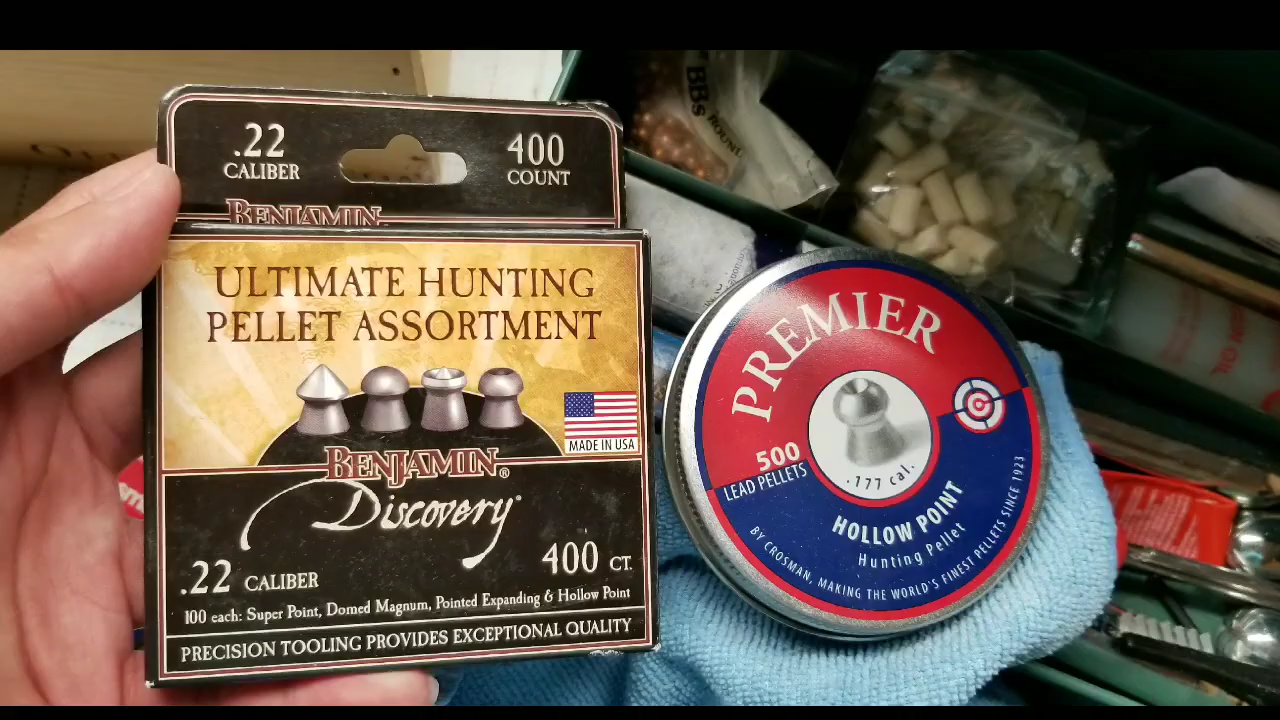 .22
CALIBER
400
COUNT
BENJAMIN
ULTIMATE HUNTING
PELLET ASSORTMENT
MADE IN USA
BENJAMIN®
Discovery
.22 CALIBER
400 CT.
100 each: Super Point, Domed Magnum, Pointed Expanding & Hollow Point
PRECISION TOOLING PROVIDES EXCEPTIONAL QUALITY
BBs
ROUND
PREMIER
500
LEAD PELLETS
.177 cal.
HOLLOW POINT
Hunting Pellet
BY CROSMAN, MAKING THE WORLD'S FINEST PELLETS SINCE 1923
OIL